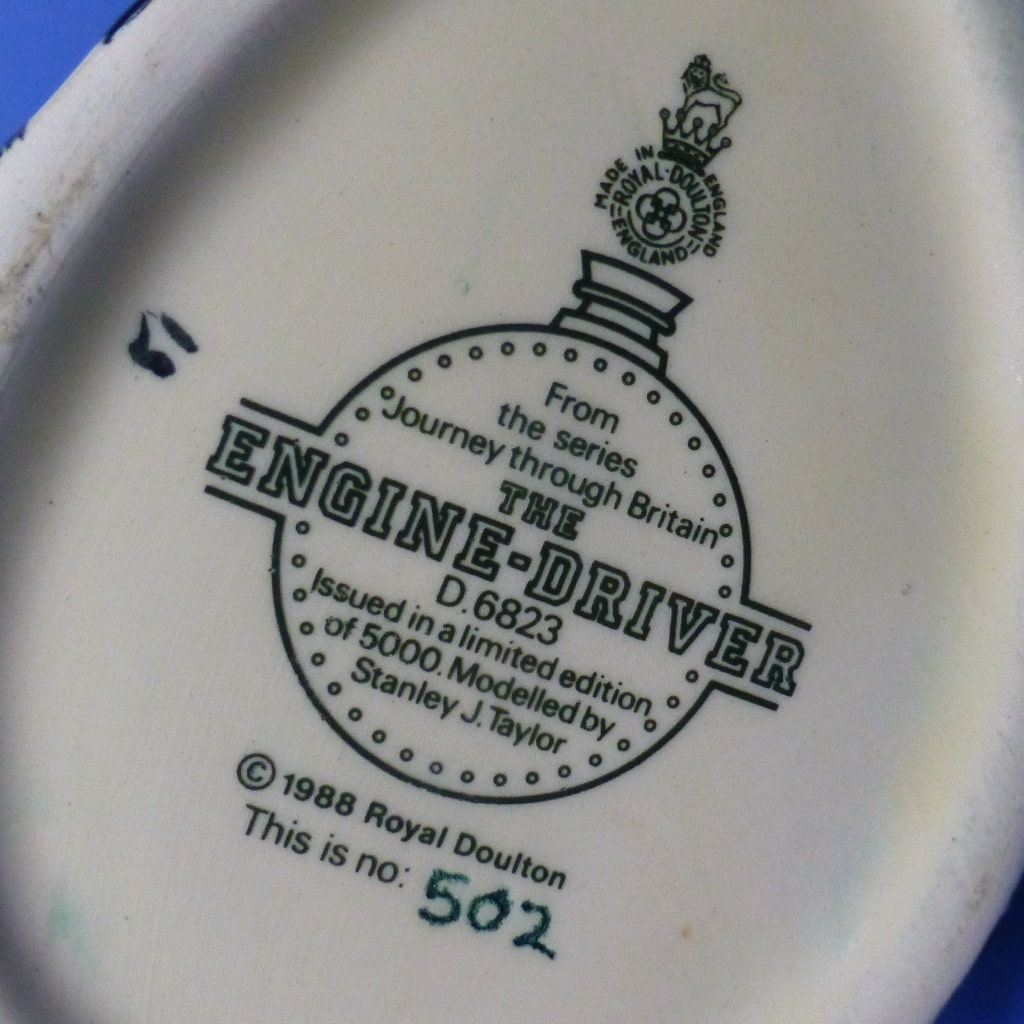 MADE IN ENGLAND
ROYAL-DOULTON
ENGLAND
From
the series
'Journey through Britain'
THE
ENGINE-DRIVER
D.6823
Issued in a limited edition
of 5000. Modelled by
Stanley J. Taylor
© 1988 Royal Doulton
This is no: 502